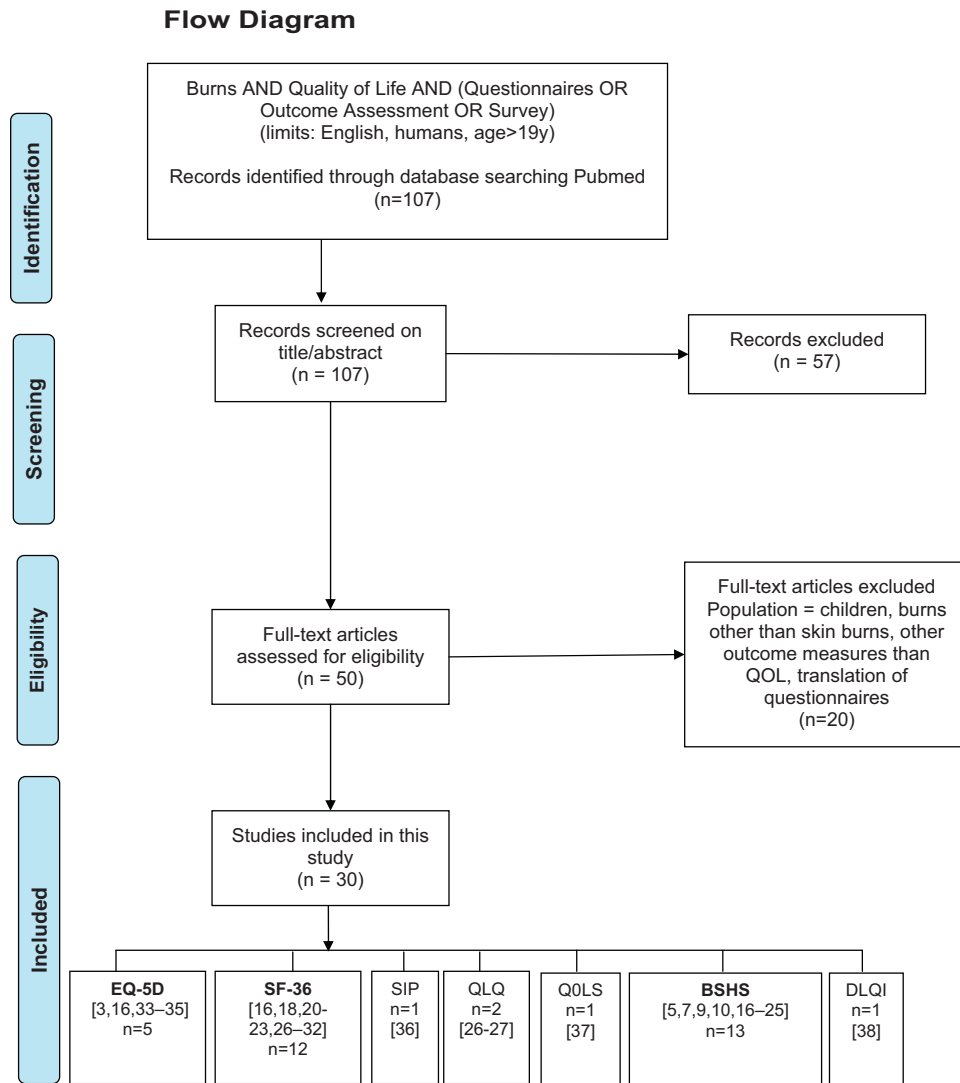 Flow Diagram
Identification
Burns AND Quality of Life AND (Questionnaires OR
Outcome Assessment OR Survey)
(limits: English, humans, age>19y)
Records identified through database searching Pubmed
(n=107)
Screening
Records screened on
title/abstract
(n = 107)
Records excluded
(n = 57)
Eligibility
Full-text articles
assessed for eligibility
(n = 50)
Full-text articles excluded
Population = children, burns
other than skin burns, other
outcome measures than
QOL, translation of
questionnaires
(n=20)
Included
Studies included in this
study
(n = 30)
EQ-5D
[3,16,33–35]
n=5
SF-36
[16,18,20-
23,26–32]
n=12
SIP
n=1
[36]
QLQ
n=2
[26-27]
Q0LS
n=1
[37]
BSHS
[5,7,9,10,16–25]
n=13
DLQI
n=1
[38]